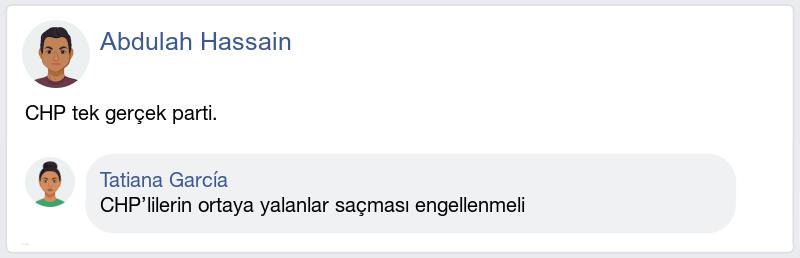 Abdulah Hassain
CHP tek gerçek parti.
Tatiana García
CHP’lilerin ortaya yalanlar saçması engellenmeli